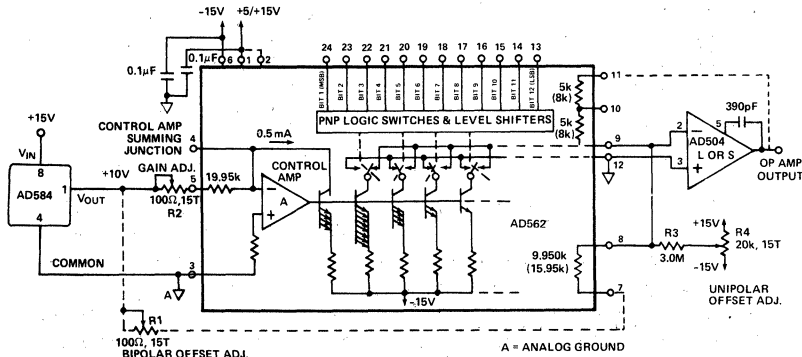 -15V
+5/+15V
0.1μF
0.1μF
6
1
2
24
23
22
21
20
19
18
17
16
15
14
13
BIT 1 (MSB)
BIT 2
BIT 3
BIT 4
BIT 5
BIT 6
BIT 7
BIT 8
BIT 9
BIT 10
BIT 11
BIT 12 (LSB)
PNP LOGIC SWITCHES & LEVEL SHIFTERS
5k
(8k)
5k
(8k)
11
10
9
12
390pF
2
3
5
6
AD504
L OR S
OP AMP
OUTPUT
+15V
VIN
8
AD584
1
4
VOUT
+10V
CONTROL AMP
SUMMING
JUNCTION
4
0.5 mA
GAIN ADJ.
5
100Ω, 15T
R2
19.95k
CONTROL
AMP
A
AD562
COMMON
3
A
-15V
9.950k
(15.95k)
8
7
R3
3.0M
+15V
R4
20k, 15T
-15V
UNIPOLAR
OFFSET ADJ.
R1
100Ω, 15T
BIPOLAR OFFSET ADJ.
A = ANALOG GROUND